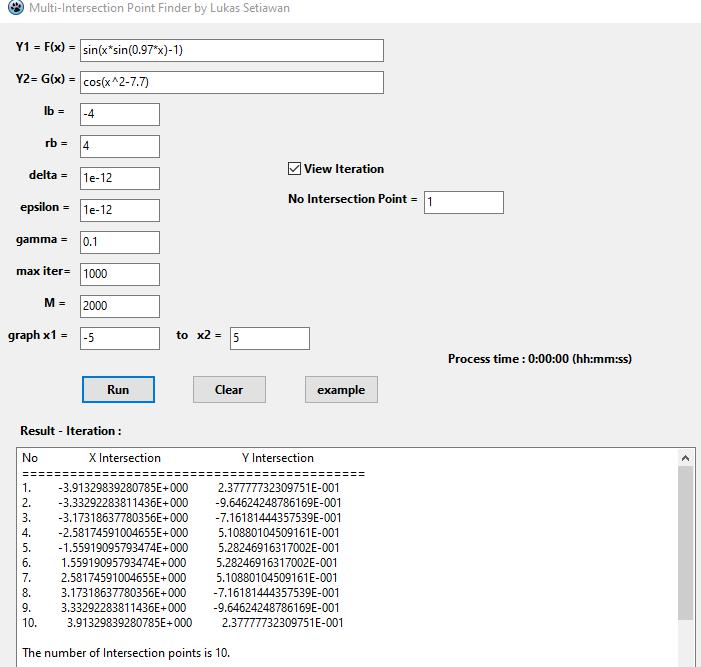 Multi-Intersection Point Finder by Lukas Setiawan
Y1 = F(x) = sin(x*sin(0.97*x)-1)
Y2= G(x) = cos(x^2-7.7)
lb = -4
rb = 4
View Iteration
delta = 1e-12
No Intersection Point = 1
epsilon = 1e-12
gamma = 0.1
max iter= 1000
M = 2000
graph x1 = -5 to x2 = 5
Process time : 0:00:00 (hh:mm:ss)
Run Clear example
Result - Iteration :
No X Intersection Y Intersection
============================================
1. -3.91329839280785E+000 2.37777732309751E-001
2. -3.33292283811436E+000 -9.64624248786169E-001
3. -3.17318637780356E+000 -7.16181444357539E-001
4. -2.58174591004655E+000 5.10880104509161E-001
5. -1.55919095793474E+000 5.28246916317002E-001
6. 1.55919095793474E+000 5.28246916317002E-001
7. 2.58174591004655E+000 5.10880104509161E-001
8. 3.17318637780356E+000 -7.16181444357539E-001
9. 3.33292283811436E+000 -9.64624248786169E-001
10. 3.91329839280785E+000 2.37777732309751E-001
The number of Intersection points is 10.